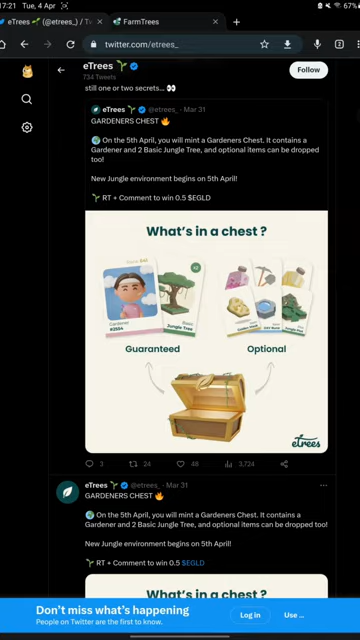 17:21 Tue, 4 Apr
67%
eTrees (@etrees_) / Tw
FarmTrees
twitter.com/etrees_
eTrees
734 Tweets
Follow
still one or two secrets...
eTrees @etrees_ · Mar 31
GARDENERS CHEST
On the 5th April, you will mint a Gardeners Chest. It contains a
Gardener and 2 Basic Jungle Tree, and optional items can be dropped
too!
New Jungle environment begins on 5th April!
RT + Comment to win 0.5 $EGLD
What's in a chest ?
Gardener
Basic
Jungle Tree
Guaranteed
Optional
etrees
3
24
48
3,724
eTrees @etrees_ · Mar 31
GARDENERS CHEST
On the 5th April, you will mint a Gardeners Chest. It contains a
Gardener and 2 Basic Jungle Tree, and optional items can be dropped too!
New Jungle environment begins on 5th April!
RT + Comment to win 0.5 $EGLD
What's in a chest ?
Don't miss what's happening
People on Twitter are the first to know.
Log in
Use ...